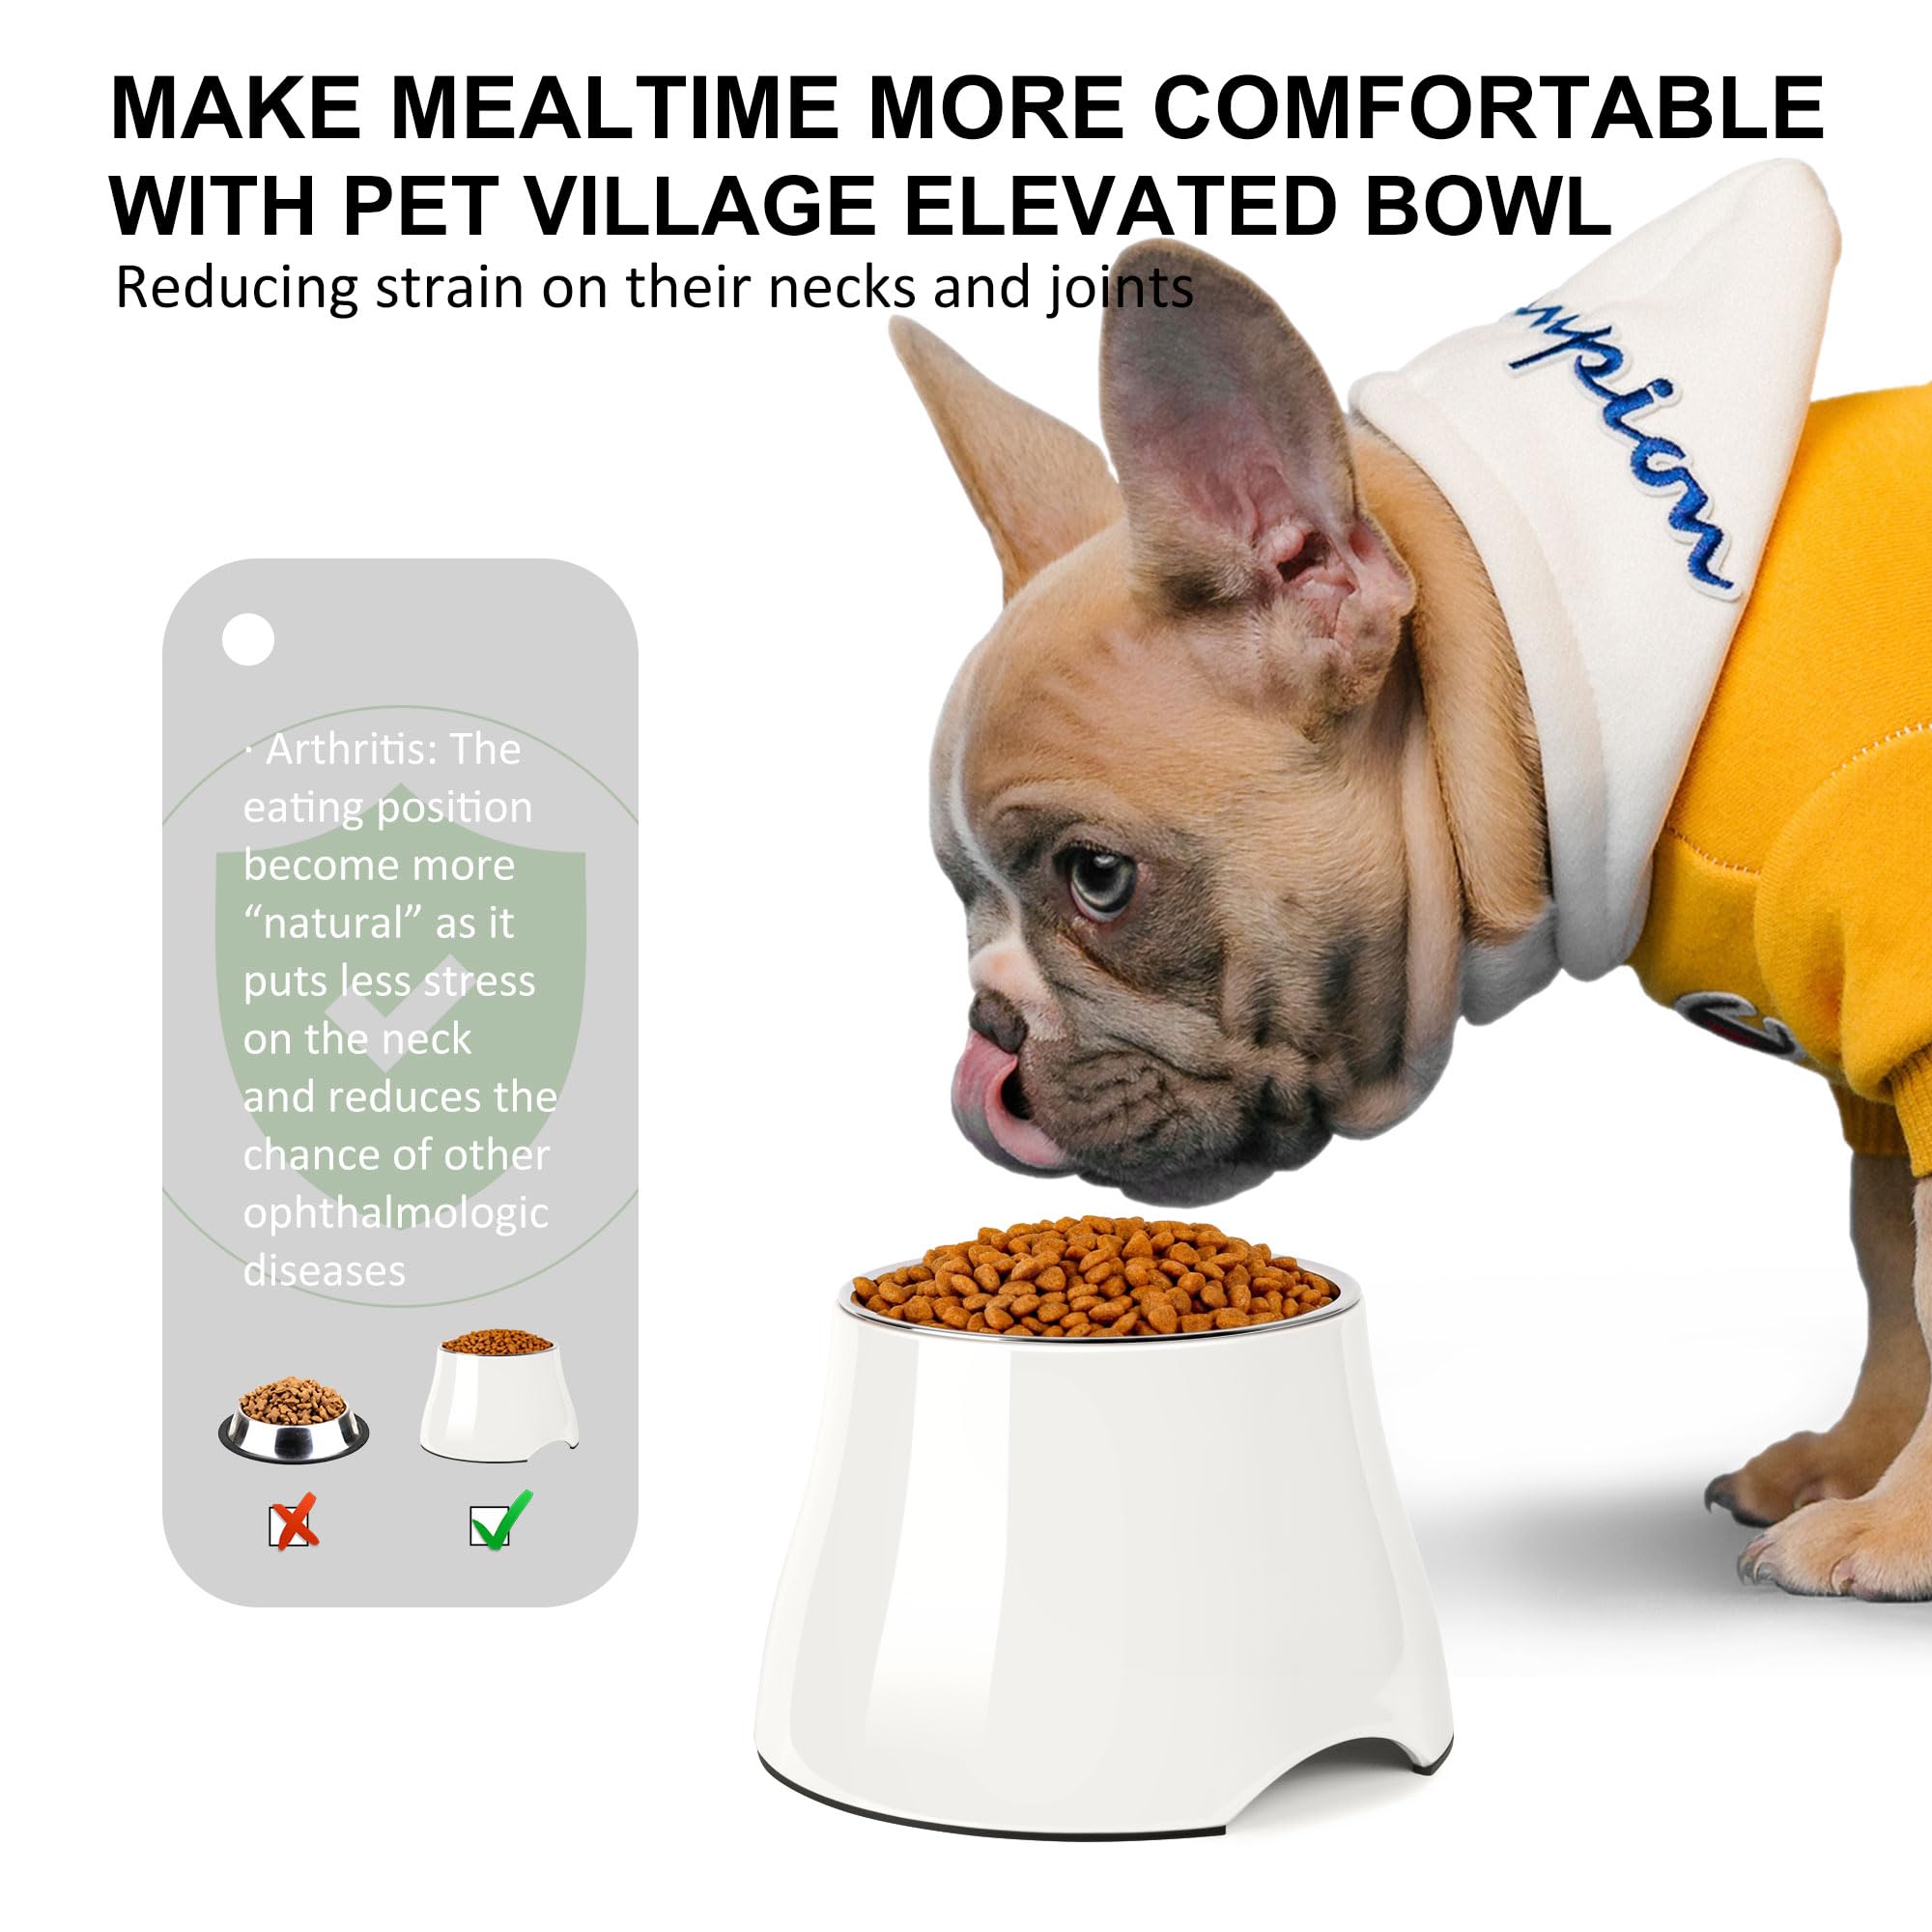 MAKE MEALTIME MORE COMFORTABLE
WITH PET VILLAGE ELEVATED BOWL
Reducing strain on their necks and joints
mpion
· Arthritis: The
eating position
become more
“natural” as it
puts less stress
on the neck
and reduces the
chance of other
ophthalmologic
diseases